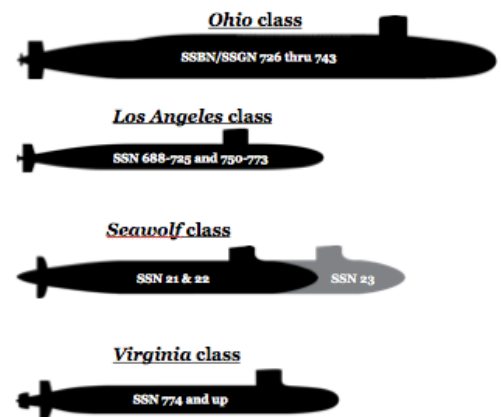 Ohio class
SSBN/SSGN 726 thru 743
Los Angeles class
SSN 688-725 and 750-773
Seawolf class
SSN 21 & 22
SSN 23
Virginia class
SSN 774 and up